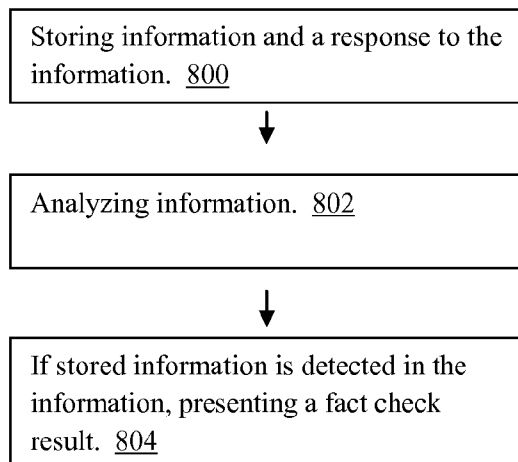 Storing information and a response to the
information. 800
Analyzing information. 802
If stored information is detected in the
information, presenting a fact check
result. 804